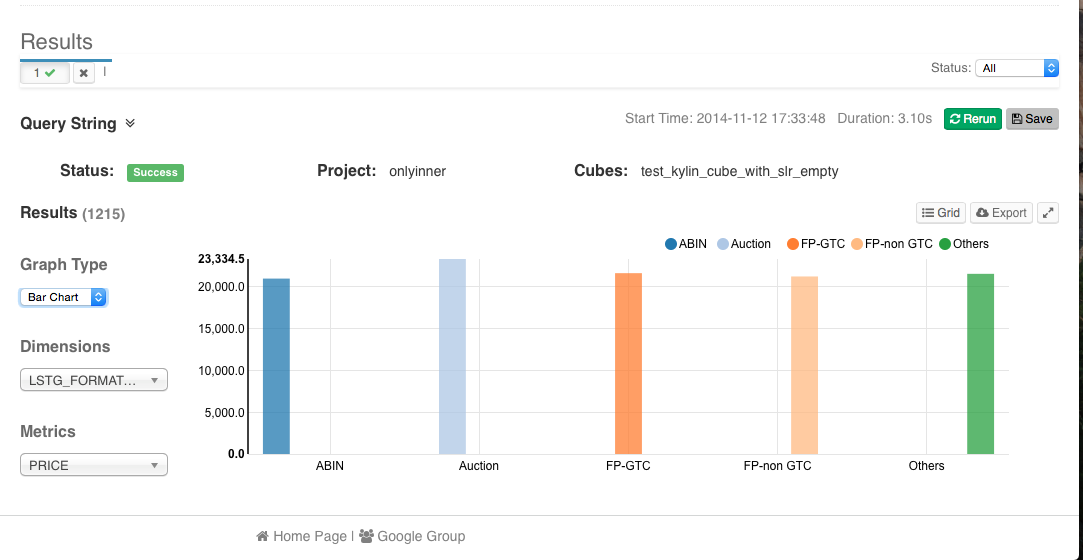 Results
1
Status: All
Query String
Start Time: 2014-11-12 17:33:48 Duration: 3.10s Rerun Save
Status: Success Project: onlyinner Cubes: test_kylin_cube_with_slr_empty
Results (1215)
Grid Export
ABIN Auction FP-GTC FP-non GTC Others
Graph Type
Bar Chart
Dimensions
LSTG_FORMAT...
Metrics
PRICE
23,334.5
20,000.0
15,000.0
10,000.0
5,000.0
0.0
ABIN Auction FP-GTC FP-non GTC Others
Home Page | Google Group